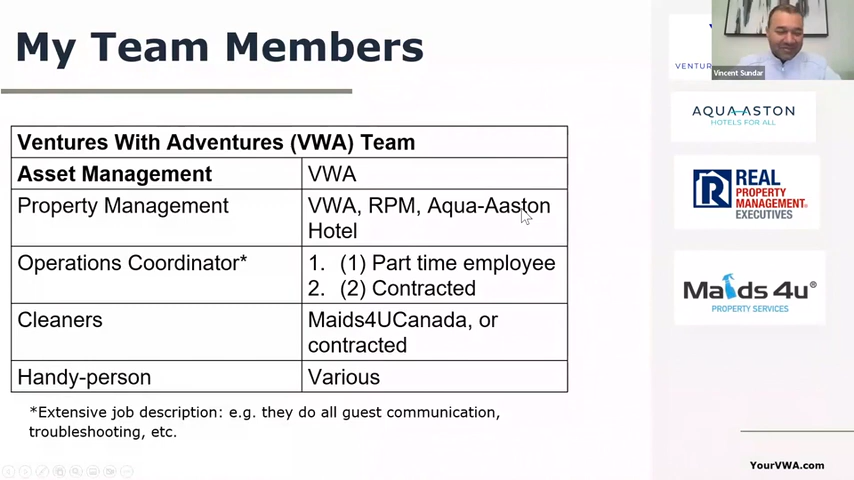 My Team Members
Ventures With Adventures (VWA) Team
Asset Management
VWA
Property Management
VWA, RPM, Aqua-Aaston
Hotel
Operations Coordinator*
1. (1) Part time employee
2. (2) Contracted
Cleaners
Maids4UCanada, or
contracted
Handy-person
Various
*Extensive job description: e.g. they do all guest communication,
troubleshooting, etc.
VENTUR
Vincent Sundar
AQUA-ASTON
HOTELS FOR ALL
REAL
PROPERTY
MANAGEMENT
EXECUTIVES
Maids 4u®
PROPERTY SERVICES
YourVWA.com